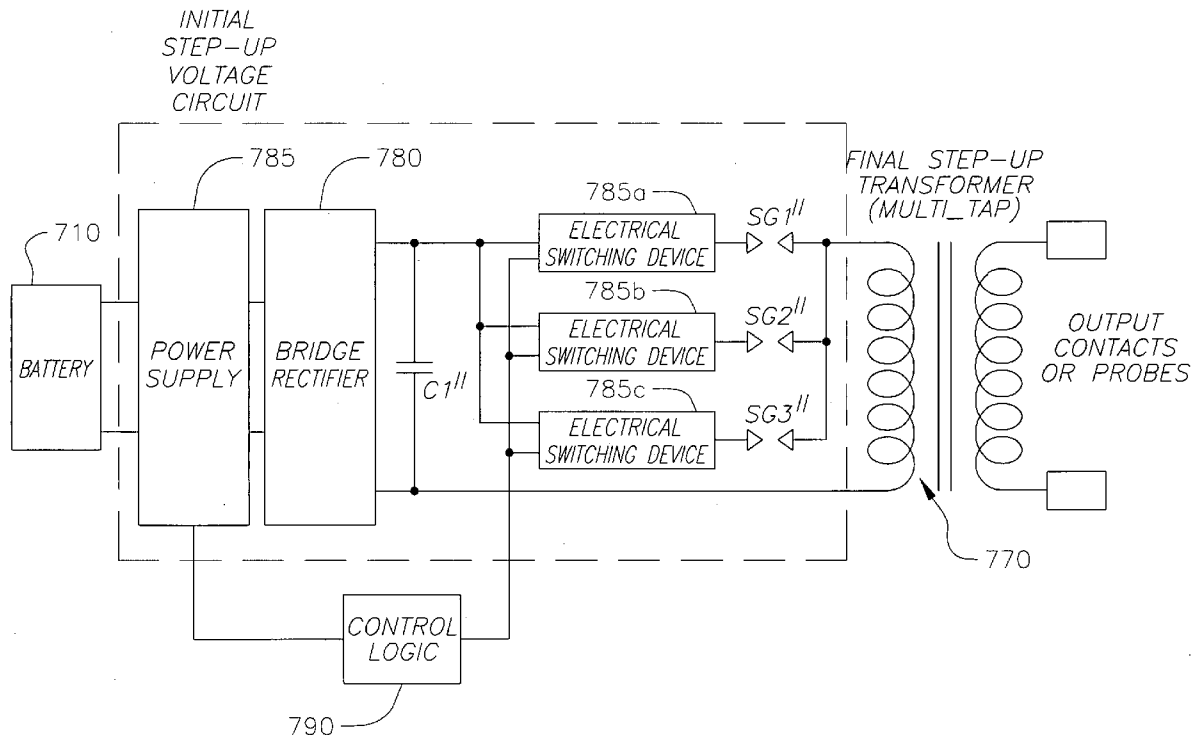 INITIAL
STEP-UP
VOLTAGE
CIRCUIT
785
780
710
BATTERY
POWER
SUPPLY
BRIDGE
RECTIFIER
C1"
785a
ELECTRICAL
SWITCHING DEVICE
SG1"
785b
ELECTRICAL
SWITCHING DEVICE
SG2"
785c
ELECTRICAL
SWITCHING DEVICE
SG3"
FINAL STEP-UP
TRANSFORMER
(MULTI_TAP)
OUTPUT
CONTACTS
OR PROBES
770
CONTROL
LOGIC
790